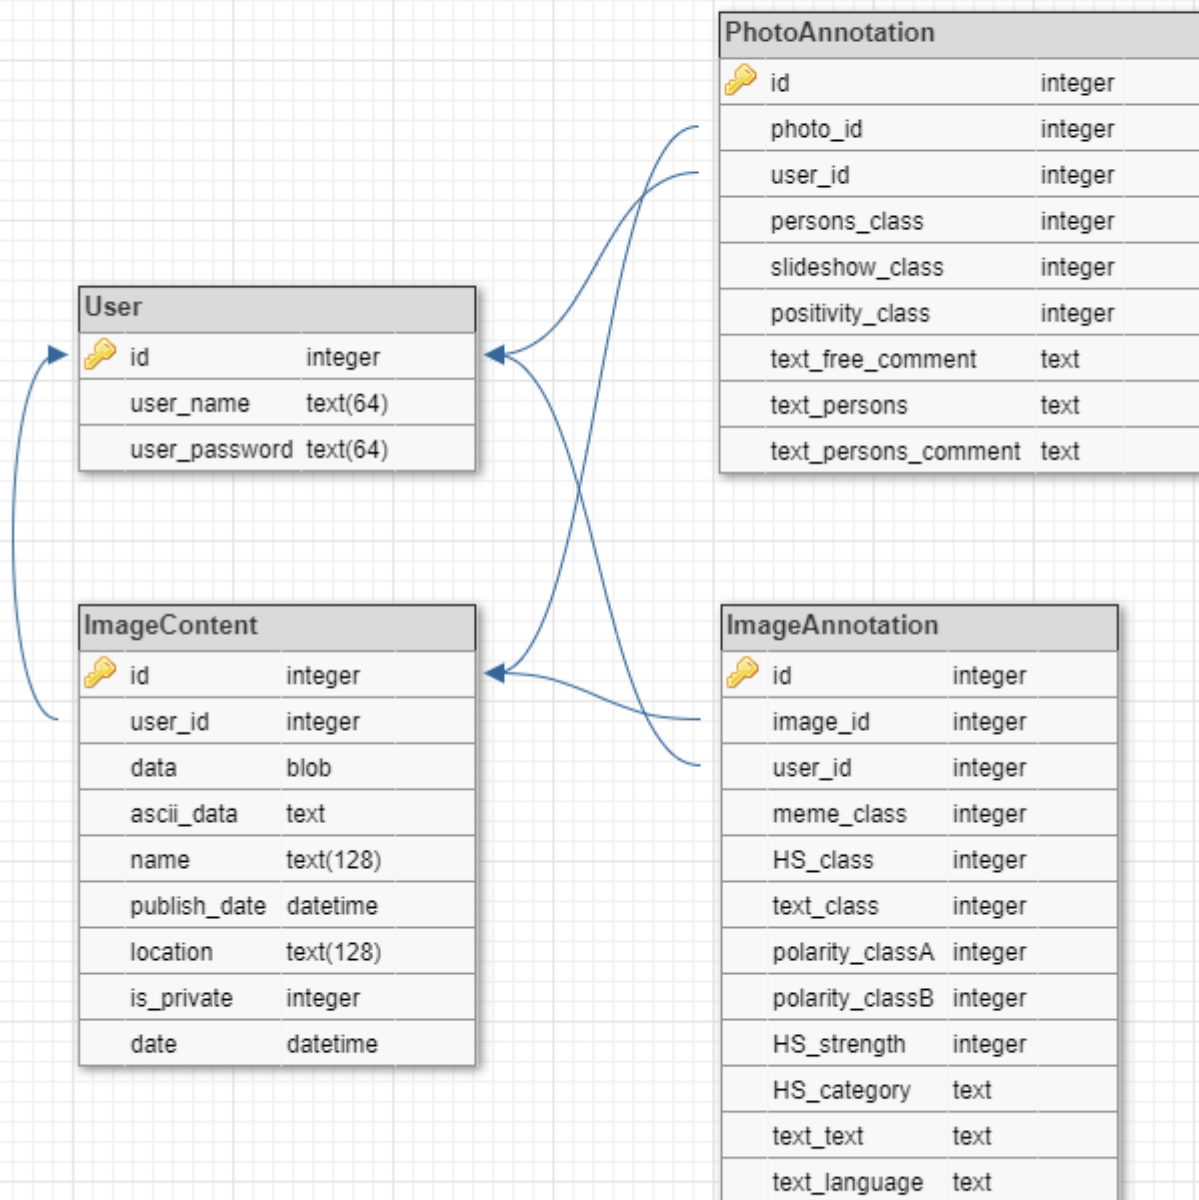 PhotoAnnotation
id integer
photo_id integer
user_id integer
persons_class integer
slideshow_class integer
positivity_class integer
text_free_comment text
text_persons text
text_persons_comment text
User
id integer
user_name text(64)
user_password text(64)
ImageContent
id integer
user_id integer
data blob
ascii_data text
name text(128)
publish_date datetime
location text(128)
is_private integer
date datetime
ImageAnnotation
id integer
image_id integer
user_id integer
meme_class integer
HS_class integer
text_class integer
polarity_classA integer
polarity_classB integer
HS_strength integer
HS_category text
text_text text
text_language text